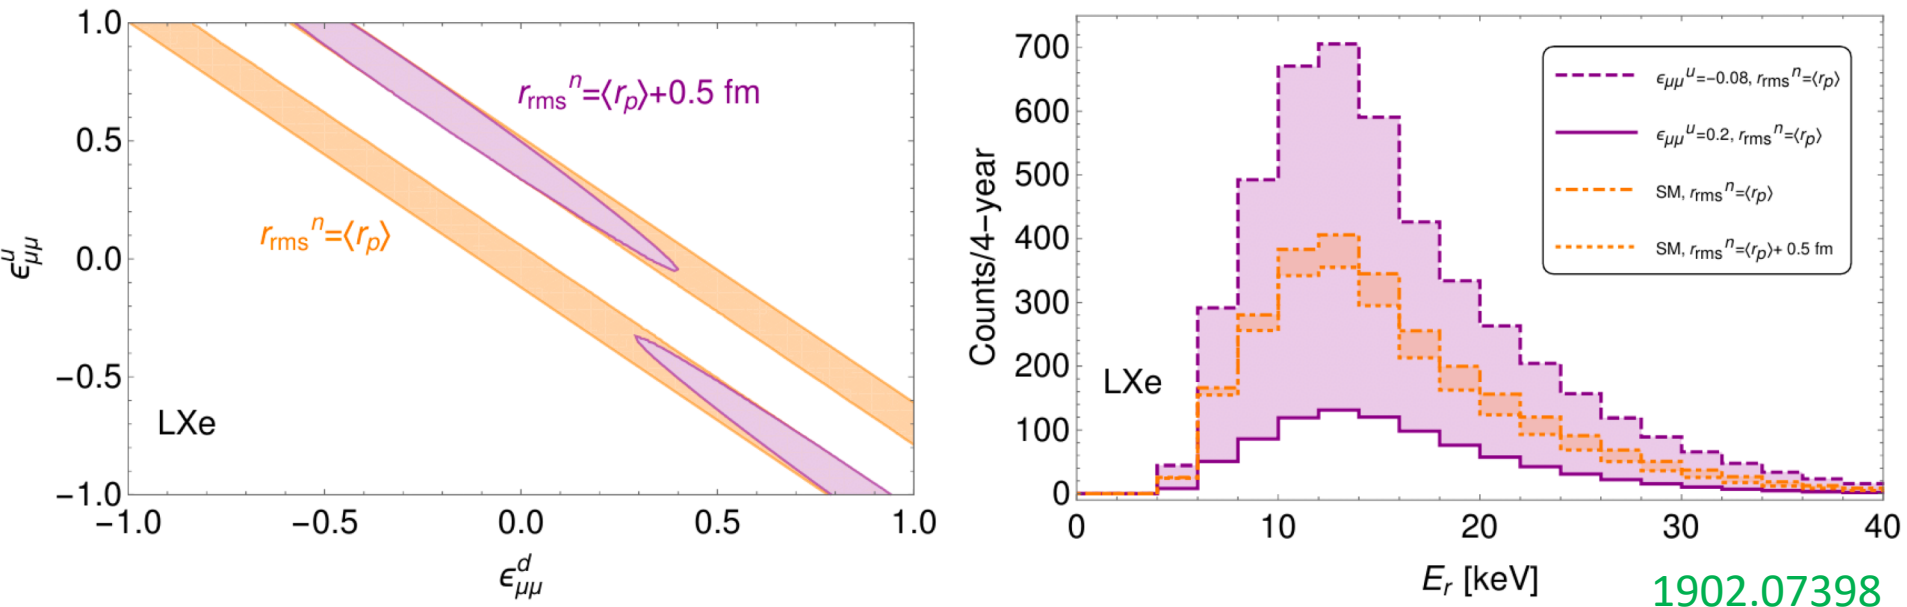 1.0
0.5
0.0
−0.5
−1.0
−1.0 −0.5 0.0 0.5 1.0
ϵ^u_μμ
ϵ^d_μμ
r_rms^n=⟨r_p⟩+0.5 fm
r_rms^n=⟨r_p⟩
LXe
700
600
500
400
300
200
100
0
0 10 20 30 40
Counts/4−year
E_r [keV]
LXe
ϵ_μμ^u=−0.08, r_rms^n=⟨r_p⟩
ϵ_μμ^u=0.2, r_rms^n=⟨r_p⟩
SM, r_rms^n=⟨r_p⟩
SM, r_rms^n=⟨r_p⟩+ 0.5 fm
1902.07398